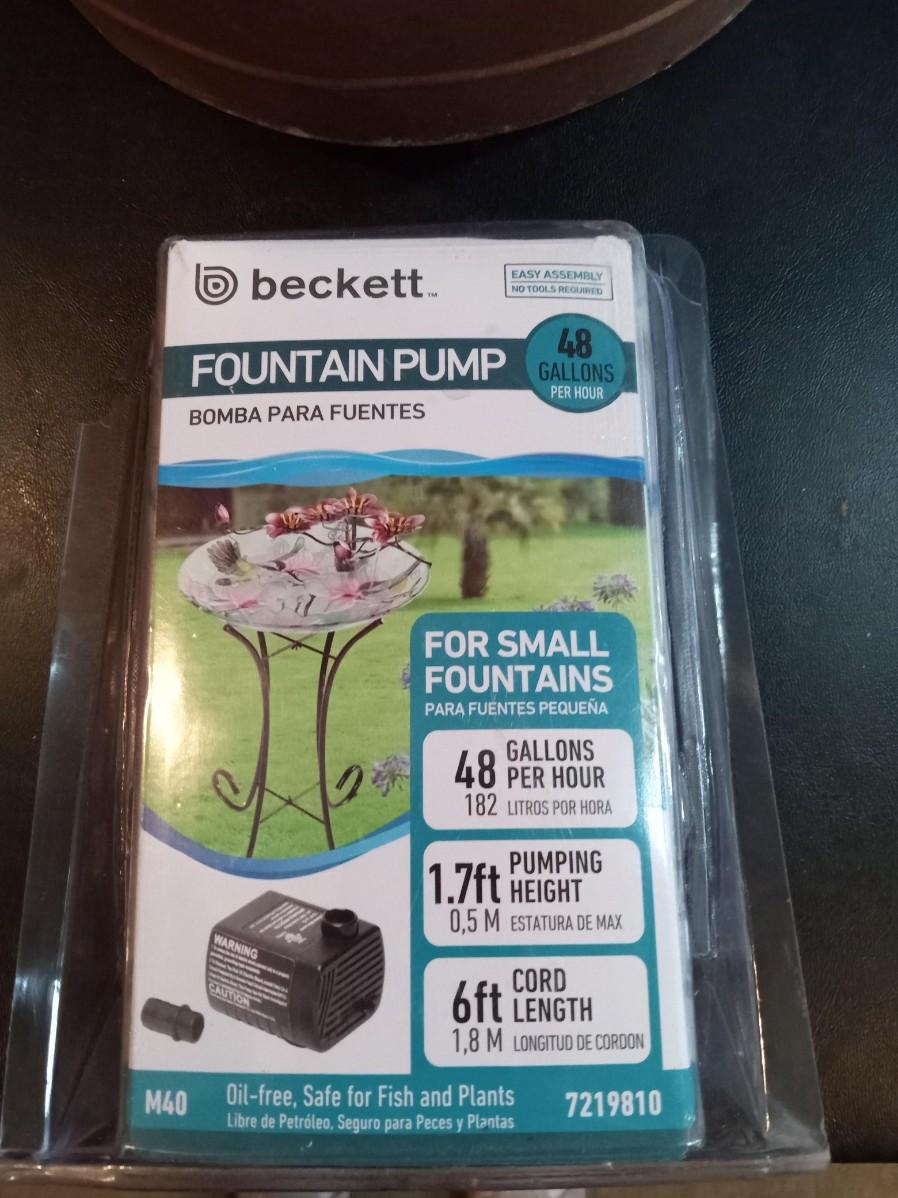 beckett™
EASY ASSEMBLY
NO TOOLS REQUIRED
FOUNTAIN PUMP
48
GALLONS
PER HOUR
BOMBA PARA FUENTES
FOR SMALL
FOUNTAINS
PARA FUENTES PEQUEÑA
48 GALLONS PER HOUR
182 LITROS POR HORA
1.7ft PUMPING HEIGHT
0,5 M ESTATURA DE MAX
6ft CORD LENGTH
1,8 M LONGITUD DE CORDON
WARNING
CAUTION
M40
Oil-free, Safe for Fish and Plants
Libre de Petróleo, Seguro para Peces y Plantas
7219810